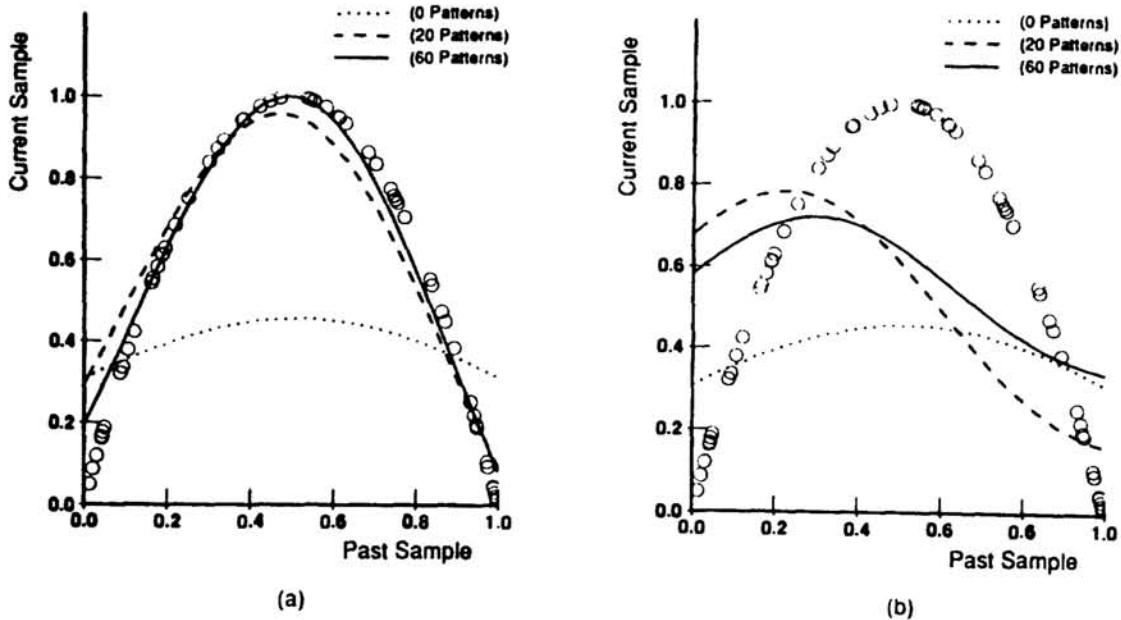 (0 Patterns)
(20 Patterns)
(60 Patterns)
Current Sample
1.0
0.8
0.6
0.4
0.2
0.0
0.0 0.2 0.4 0.6 0.8 1.0
Past Sample
(a)
(0 Patterns)
(20 Patterns)
(60 Patterns)
Current Sample
1.0
0.8
0.6
0.4
0.2
0.0
0.0 0.2 0.4 0.6 0.8 1.0
Past Sample
(b)